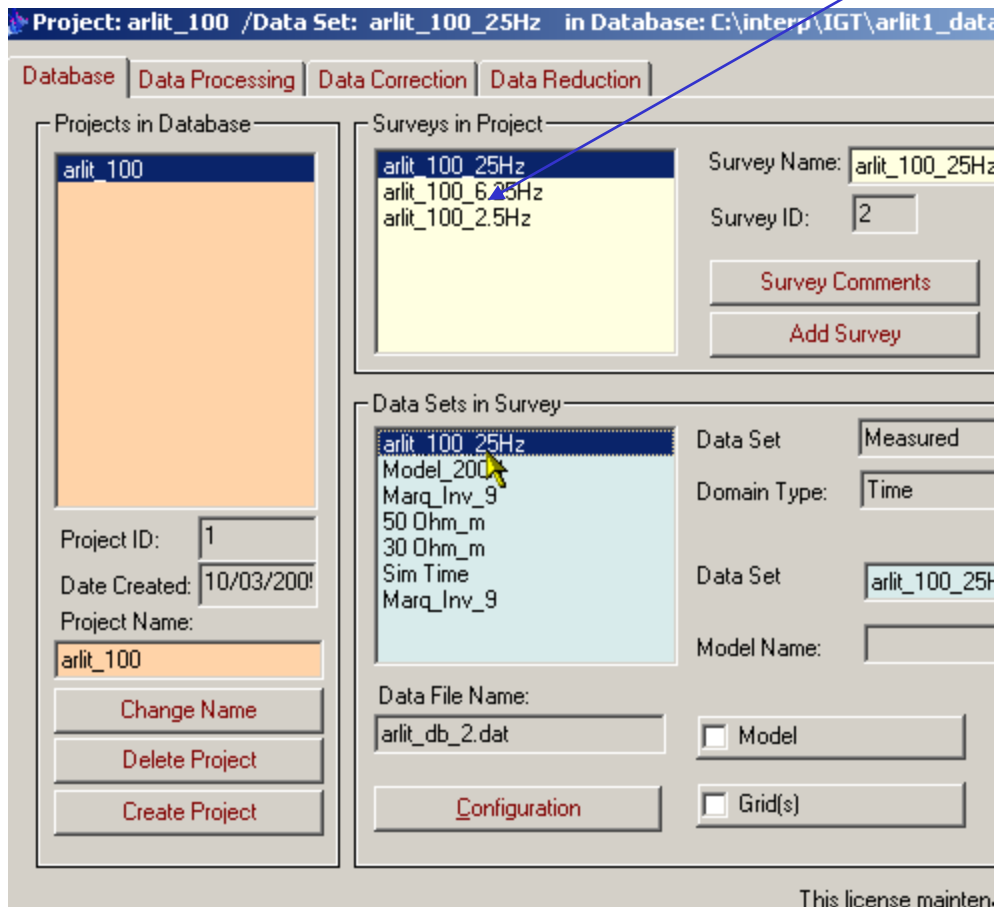 Project: arlit_100 /Data Set: arlit_100_25Hz in Database: C:\interp\IGT\arlit1_data
Database
Data Processing
Data Correction
Data Reduction
Projects in Database
arlit_100
Project ID: 1
Date Created: 10/03/200
Project Name:
arlit_100
Change Name
Delete Project
Create Project
Surveys in Project
arlit_100_25Hz
arlit_100_6.25Hz
arlit_100_2.5Hz
Survey Name: arlit_100_25Hz
Survey ID: 2
Survey Comments
Add Survey
Data Sets in Survey
arlit_100_25Hz
Model_200
Marq_Inv_9
50 Ohm_m
30 Ohm_m
Sim Time
Marq_Inv_9
Data Set Measured
Domain Type: Time
Data Set arlit_100_25H
Model Name:
Data File Name:
arlit_db_2.dat
Model
Configuration
Grid(s)
This license mainten